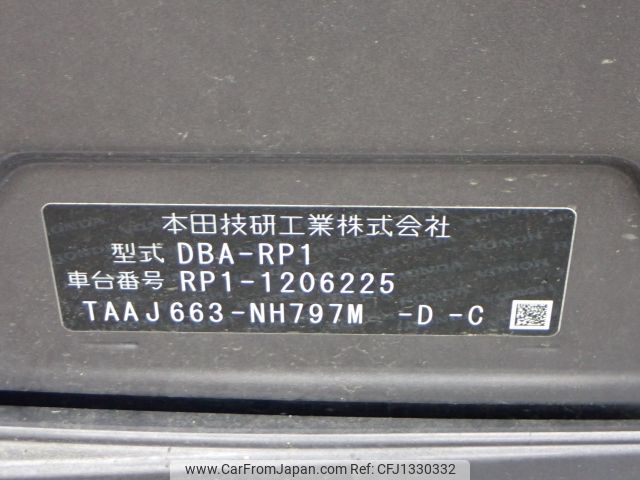 本田技研工業株式会社
型式 DBA-RP1
車台番号 RP1-1206225
TAAJ663-NH797M -D -C
www.CarFromJapan.com - CFJ1330332